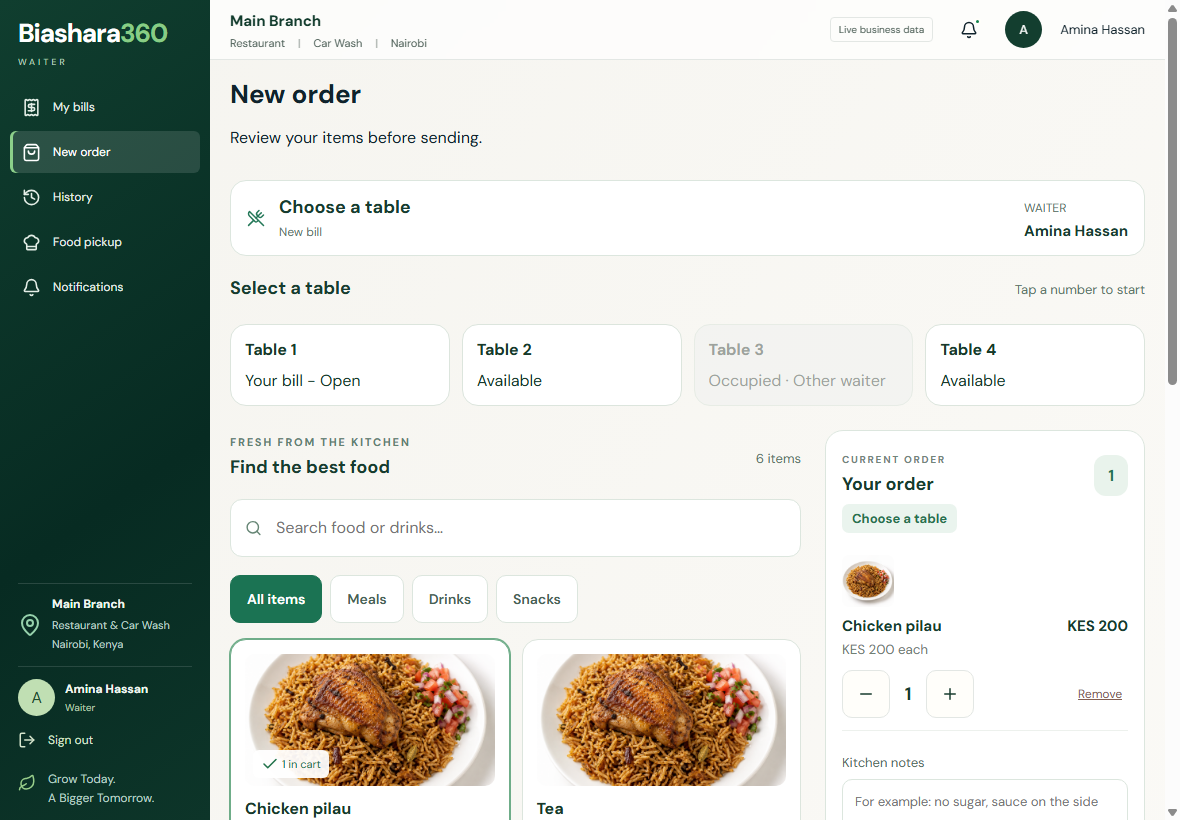 Biashara360
WAITER
My bills
New order
History
Food pickup
Notifications
Main Branch
Restaurant & Car Wash
Nairobi, Kenya
A
Amina Hassan
Waiter
Sign out
Grow Today.
A Bigger Tomorrow.
Main Branch
Restaurant | Car Wash | Nairobi
Live business data
A
Amina Hassan
New order
Review your items before sending.
Choose a table
New bill
WAITER
Amina Hassan
Select a table
Tap a number to start
Table 1
Your bill – Open
Table 2
Available
Table 3
Occupied · Other waiter
Table 4
Available
FRESH FROM THE KITCHEN
Find the best food
6 items
Search food or drinks...
All items
Meals
Drinks
Snacks
1 in cart
Chicken pilau
Tea
CURRENT ORDER
Your order
1
Choose a table
Chicken pilau
KES 200
KES 200 each
− 1 +
Remove
Kitchen notes
For example: no sugar, sauce on the side